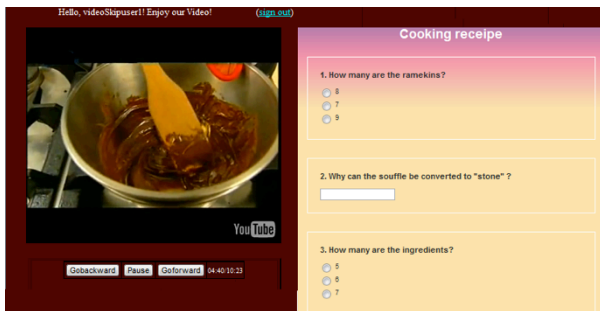 Hello, videoSkipuser1! Enjoy our Video! (sign out)
YouTube
Gobackward Pause Goforward 04:40/10:23
Cooking receipe
1. How many are the ramekins?
8
7
9
2. Why can the souffle be converted to "stone" ?
3. How many are the ingredients?
5
6
7